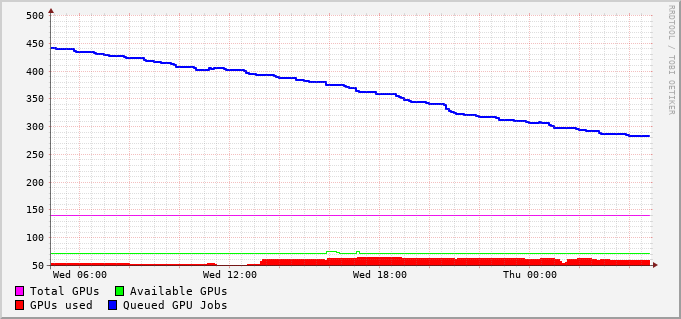 500
450
400
350
300
250
200
150
100
50
Wed 06:00 Wed 12:00 Wed 18:00 Thu 00:00
Total GPUs Available GPUs
GPUs used Queued GPU Jobs
RRDTOOL / TOBI OETIKER